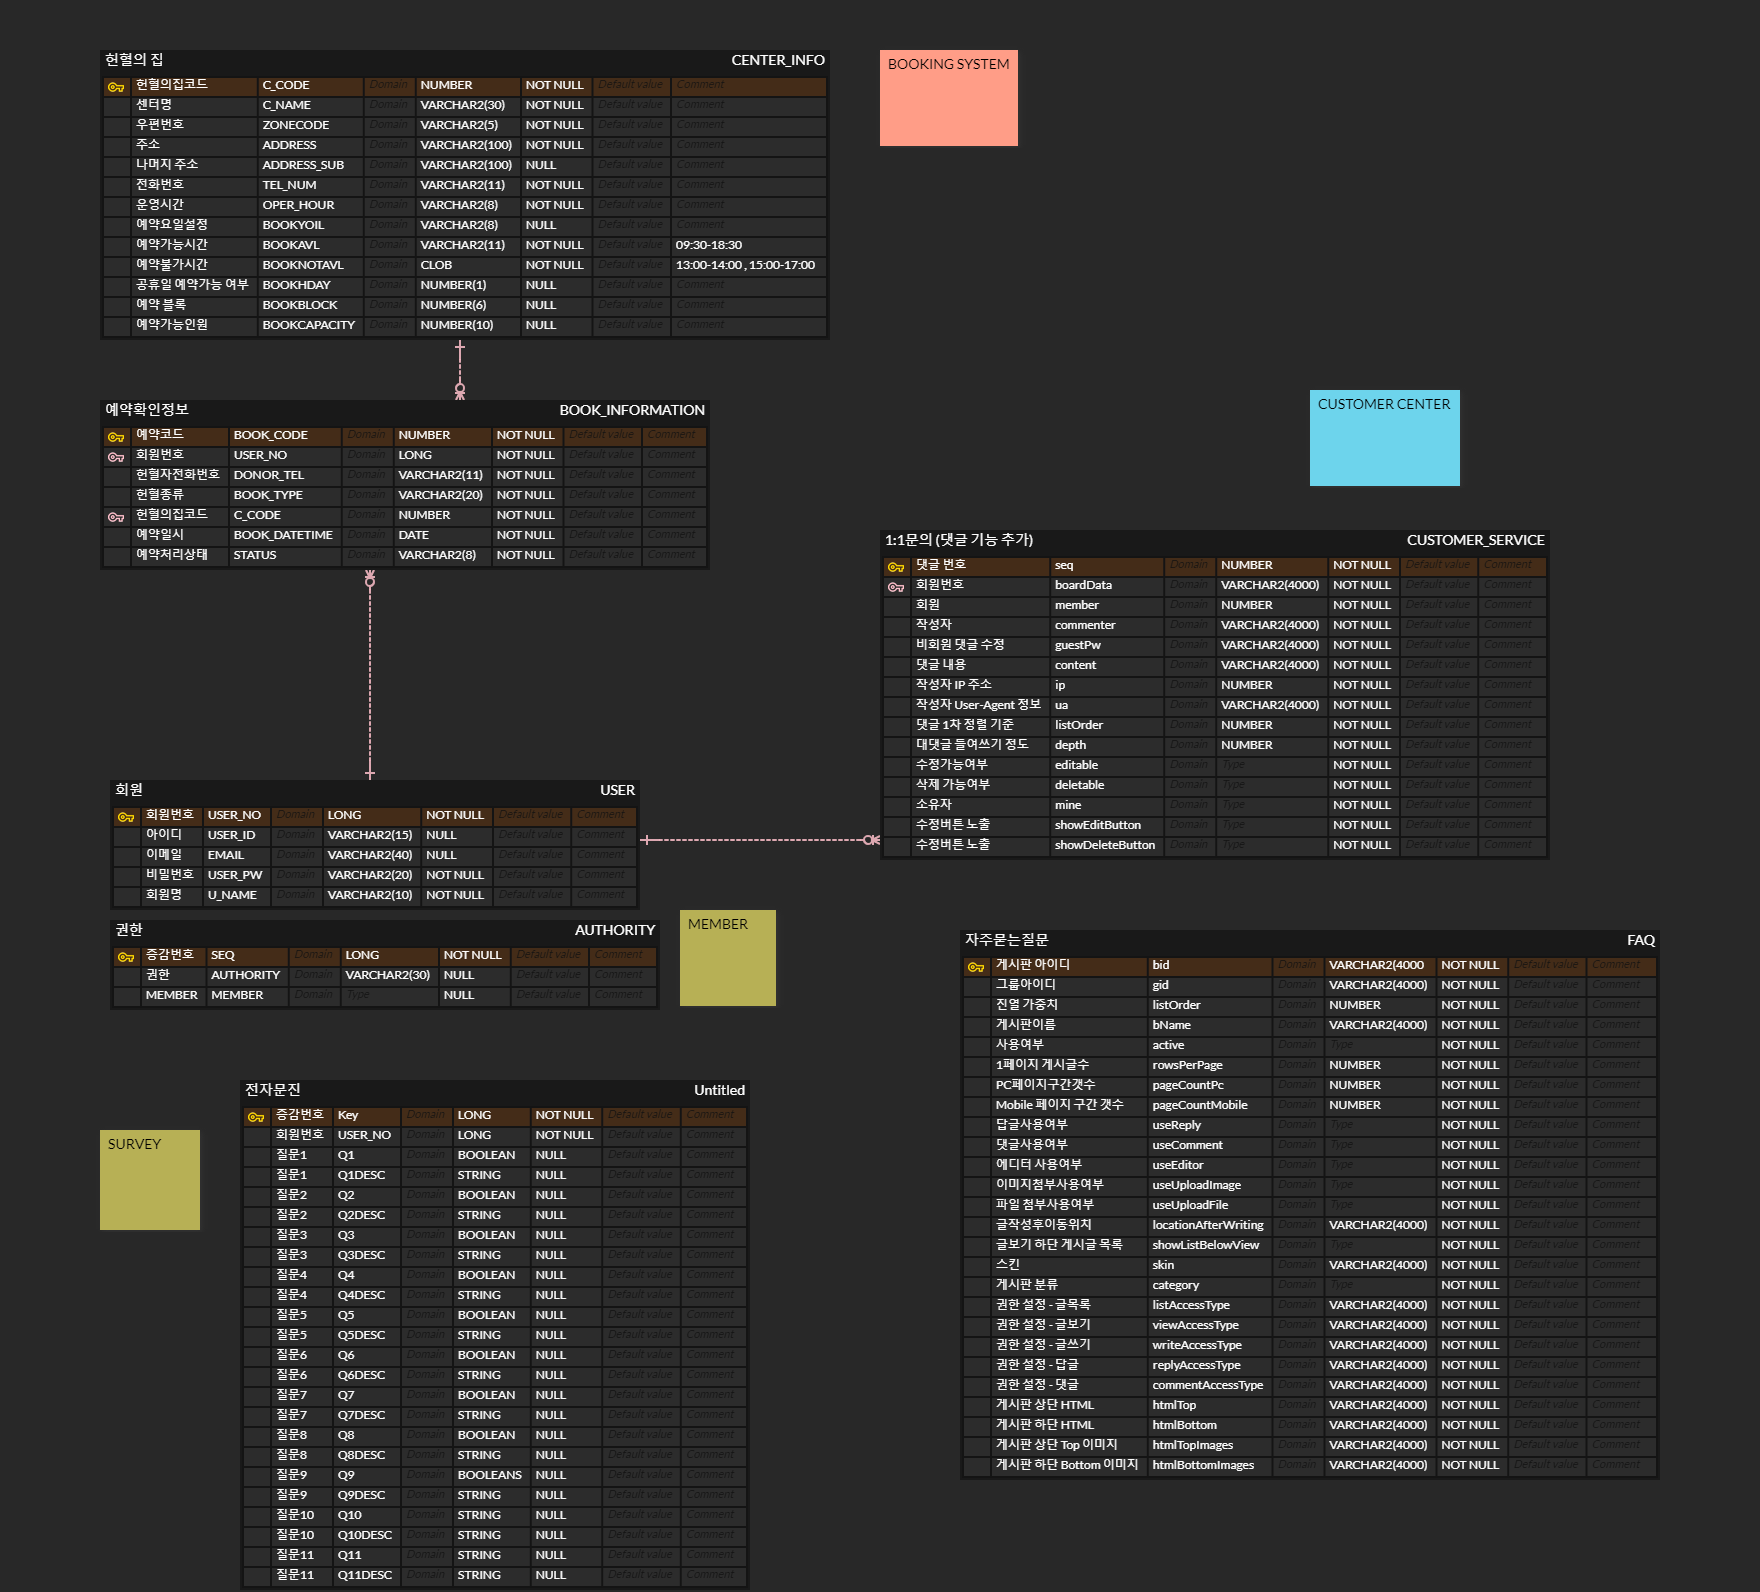 헌혈의 집 CENTER_INFO
헌혈의집코드 C_CODE Domain NUMBER NOT NULL Default value Comment
센터명 C_NAME Domain VARCHAR2(30) NOT NULL Default value Comment
우편번호 ZONECODE Domain VARCHAR2(5) NOT NULL Default value Comment
주소 ADDRESS Domain VARCHAR2(100) NOT NULL Default value Comment
나머지 주소 ADDRESS_SUB Domain VARCHAR2(100) NULL Default value Comment
전화번호 TEL_NUM Domain VARCHAR2(11) NOT NULL Default value Comment
운영시간 OPER_HOUR Domain VARCHAR2(8) NOT NULL Default value Comment
예약요일설정 BOOKYOIL Domain VARCHAR2(8) NULL Default value Comment
예약가능시간 BOOKAVL Domain VARCHAR2(11) NOT NULL Default value 09:30-18:30
예약불가시간 BOOKNOTAVL Domain CLOB NOT NULL Default value 13:00-14:00 , 15:00-17:00
공휴일 예약가능 여부 BOOKHDAY Domain NUMBER(1) NULL Default value Comment
예약 블록 BOOKBLOCK Domain NUMBER(6) NULL Default value Comment
예약가능인원 BOOKCAPACITY Domain NUMBER(10) NULL Default value Comment
BOOKING SYSTEM
예약확인정보 BOOK_INFORMATION
예약코드 BOOK_CODE Domain NUMBER NOT NULL Default value Comment
회원번호 USER_NO Domain LONG NOT NULL Default value Comment
헌혈자전화번호 DONOR_TEL Domain VARCHAR2(11) NOT NULL Default value Comment
헌혈종류 BOOK_TYPE Domain VARCHAR2(20) NOT NULL Default value Comment
헌혈의집코드 C_CODE Domain NUMBER NOT NULL Default value Comment
예약일시 BOOK_DATETIME Domain DATE NOT NULL Default value Comment
예약처리상태 STATUS Domain VARCHAR2(8) NOT NULL Default value Comment
CUSTOMER CENTER
1:1문의 (댓글 기능 추가) CUSTOMER_SERVICE
댓글 번호 seq Domain NUMBER NOT NULL Default value Comment
회원번호 boardData Domain VARCHAR2(4000) NOT NULL Default value Comment
회원 member Domain NUMBER NOT NULL Default value Comment
작성자 commenter Domain VARCHAR2(4000) NOT NULL Default value Comment
비회원 댓글 수정 guestPw Domain VARCHAR2(4000) NOT NULL Default value Comment
댓글 내용 content Domain VARCHAR2(4000) NOT NULL Default value Comment
작성자 IP 주소 ip Domain NUMBER NOT NULL Default value Comment
작성자 User-Agent 정보 ua Domain VARCHAR2(4000) NOT NULL Default value Comment
댓글 1차 정렬 기준 listOrder Domain NUMBER NOT NULL Default value Comment
대댓글 들여쓰기 정도 depth Domain NUMBER NOT NULL Default value Comment
수정가능여부 editable Domain Type NOT NULL Default value Comment
삭제 가능여부 deletable Domain Type NOT NULL Default value Comment
소유자 mine Domain Type NOT NULL Default value Comment
수정버튼 노출 showEditButton Domain Type NOT NULL Default value Comment
수정버튼 노출 showDeleteButton Domain Type NOT NULL Default value Comment
회원 USER
회원번호 USER_NO Domain LONG NOT NULL Default value Comment
아이디 USER_ID Domain VARCHAR2(15) NULL Default value Comment
이메일 EMAIL Domain VARCHAR2(40) NULL Default value Comment
비밀번호 USER_PW Domain VARCHAR2(20) NOT NULL Default value Comment
회원명 U_NAME Domain VARCHAR2(10) NOT NULL Default value Comment
권한 AUTHORITY
증감번호 SEQ Domain LONG NOT NULL Default value Comment
권한 AUTHORITY Domain VARCHAR2(30) NULL Default value Comment
MEMBER MEMBER Domain Type NULL Default value Comment
MEMBER
자주묻는질문 FAQ
게시판 아이디 bid Domain VARCHAR2(4000 NOT NULL Default value Comment
그룹아이디 gid Domain VARCHAR2(4000) NOT NULL Default value Comment
진열 가중치 listOrder Domain NUMBER NOT NULL Default value Comment
게시판이름 bName Domain VARCHAR2(4000) NOT NULL Default value Comment
사용여부 active Domain Type NOT NULL Default value Comment
1페이지 게시글수 rowsPerPage Domain NUMBER NOT NULL Default value Comment
PC페이지구간갯수 pageCountPc Domain NUMBER NOT NULL Default value Comment
Mobile 페이지 구간 갯수 pageCountMobile Domain NUMBER NOT NULL Default value Comment
답글사용여부 useReply Domain Type NOT NULL Default value Comment
댓글사용여부 useComment Domain Type NOT NULL Default value Comment
에디터 사용여부 useEditor Domain Type NOT NULL Default value Comment
이미지첨부사용여부 useUploadImage Domain Type NOT NULL Default value Comment
파일 첨부사용여부 useUploadFile Domain Type NOT NULL Default value Comment
글작성후이동위치 locationAfterWriting Domain VARCHAR2(4000) NOT NULL Default value Comment
글보기 하단 게시글 목록 showListBelowView Domain Type NOT NULL Default value Comment
스킨 skin Domain VARCHAR2(4000) NOT NULL Default value Comment
게시판 분류 category Domain Type NOT NULL Default value Comment
권한 설정 - 글목록 listAccessType Domain VARCHAR2(4000) NOT NULL Default value Comment
권한 설정 - 글보기 viewAccessType Domain VARCHAR2(4000) NOT NULL Default value Comment
권한 설정 - 글쓰기 writeAccessType Domain VARCHAR2(4000) NOT NULL Default value Comment
권한 설정 - 답글 replyAccessType Domain VARCHAR2(4000) NOT NULL Default value Comment
권한 설정 - 댓글 commentAccessType Domain VARCHAR2(4000) NOT NULL Default value Comment
게시판 상단 HTML htmlTop Domain VARCHAR2(4000) NOT NULL Default value Comment
게시판 하단 HTML htmlBottom Domain VARCHAR2(4000) NOT NULL Default value Comment
게시판 상단 Top 이미지 htmlTopImages Domain VARCHAR2(4000) NOT NULL Default value Comment
게시판 하단 Bottom 이미지 htmlBottomImages Domain VARCHAR2(4000) NOT NULL Default value Comment
SURVEY
전자문진 Untitled
증감번호 Key Domain LONG NOT NULL Default value Comment
회원번호 USER_NO Domain LONG NOT NULL Default value Comment
질문1 Q1 Domain BOOLEAN NULL Default value Comment
질문1 Q1DESC Domain STRING NULL Default value Comment
질문2 Q2 Domain BOOLEAN NULL Default value Comment
질문2 Q2DESC Domain STRING NULL Default value Comment
질문3 Q3 Domain BOOLEAN NULL Default value Comment
질문3 Q3DESC Domain STRING NULL Default value Comment
질문4 Q4 Domain BOOLEAN NULL Default value Comment
질문4 Q4DESC Domain STRING NULL Default value Comment
질문5 Q5 Domain BOOLEAN NULL Default value Comment
질문5 Q5DESC Domain STRING NULL Default value Comment
질문6 Q6 Domain BOOLEAN NULL Default value Comment
질문6 Q6DESC Domain STRING NULL Default value Comment
질문7 Q7 Domain BOOLEAN NULL Default value Comment
질문7 Q7DESC Domain STRING NULL Default value Comment
질문8 Q8 Domain BOOLEAN NULL Default value Comment
질문8 Q8DESC Domain STRING NULL Default value Comment
질문9 Q9 Domain BOOLEANS NULL Default value Comment
질문9 Q9DESC Domain STRING NULL Default value Comment
질문10 Q10 Domain STRING NULL Default value Comment
질문10 Q10DESC Domain STRING NULL Default value Comment
질문11 Q11 Domain STRING NULL Default value Comment
질문11 Q11DESC Domain STRING NULL Default value Comment